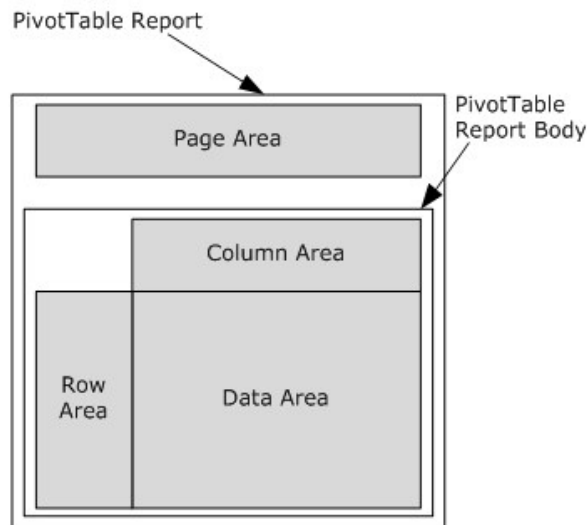 PivotTable Report
PivotTable
Report Body
Page Area
Column Area
Row
Area
Data Area